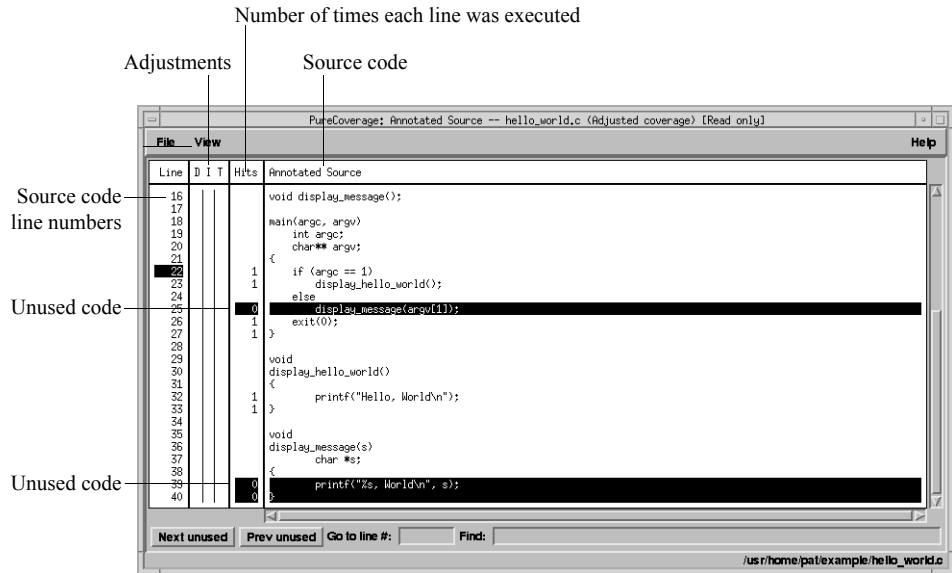 Number of times each line was executed
Adjustments Source code
PureCoverage: Annotated Source -- hello_world.c (Adjusted coverage) [Read only]
File View Help
Line D I T Hits Annotated Source
Source code
line numbers
16 void display_message();
17
18 main(argc, argv)
19 int argc;
20 char** argv;
21 {
22 1 if (argc == 1)
23 1 display_hello_world();
24 else
Unused code
25 0 display_message(argv[1]);
26 1 exit(0);
27 1 }
28
29 void
30 display_hello_world()
31 {
32 1 printf("Hello, World\n");
33 1 }
34
35 void
36 display_message(s)
37 char *s;
38 {
Unused code
39 0 printf("%s, World\n", s);
40 0 }
Next unused Prev unused Go to line #: Find:
/usr/home/pat/example/hello_world.c